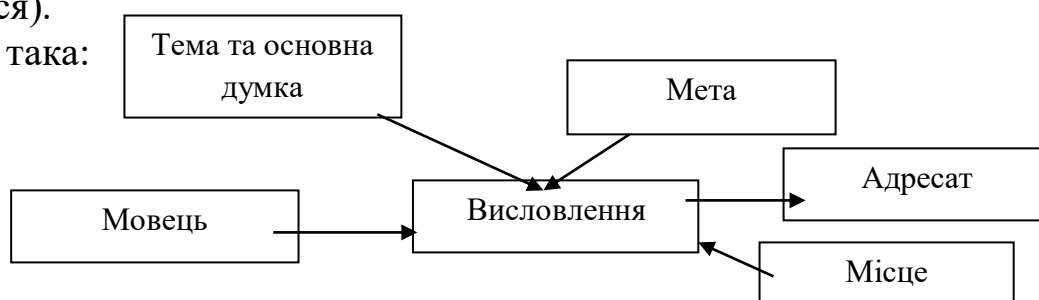 ся).
така:
Тема та основна
думка
Мета
Адресат
Висловлення
Мовець
Місце